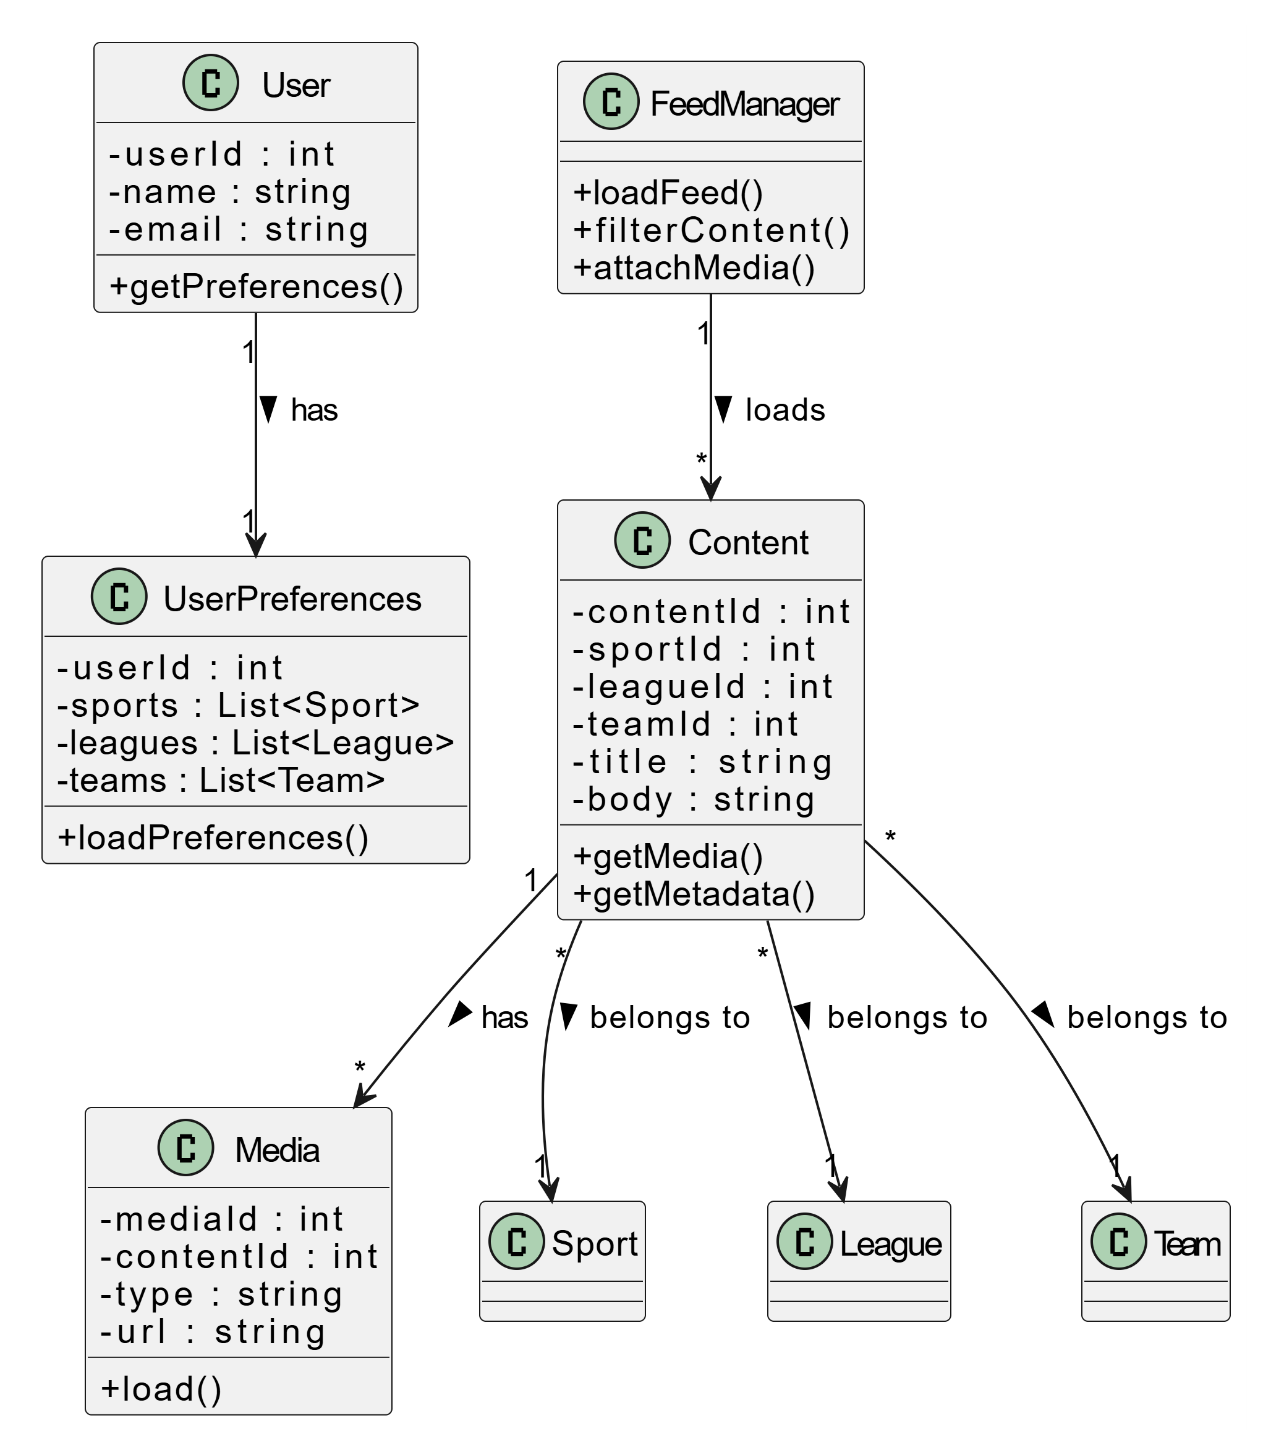 C User
-userId : int
-name : string
-email : string
+getPreferences()
C FeedManager
+loadFeed()
+filterContent()
+attachMedia()
1
has
1
1
loads
*
C UserPreferences
-userId : int
-sports : List<Sport>
-leagues : List<League>
-teams : List<Team>
+loadPreferences()
C Content
-contentId : int
-sportId : int
-leagueId : int
-teamId : int
-title : string
-body : string
+getMedia()
+getMetadata()
1
has
*
*
belongs to
1
*
belongs to
1
*
belongs to
1
C Media
-mediaId : int
-contentId : int
-type : string
-url : string
+load()
C Sport
C League
C Team